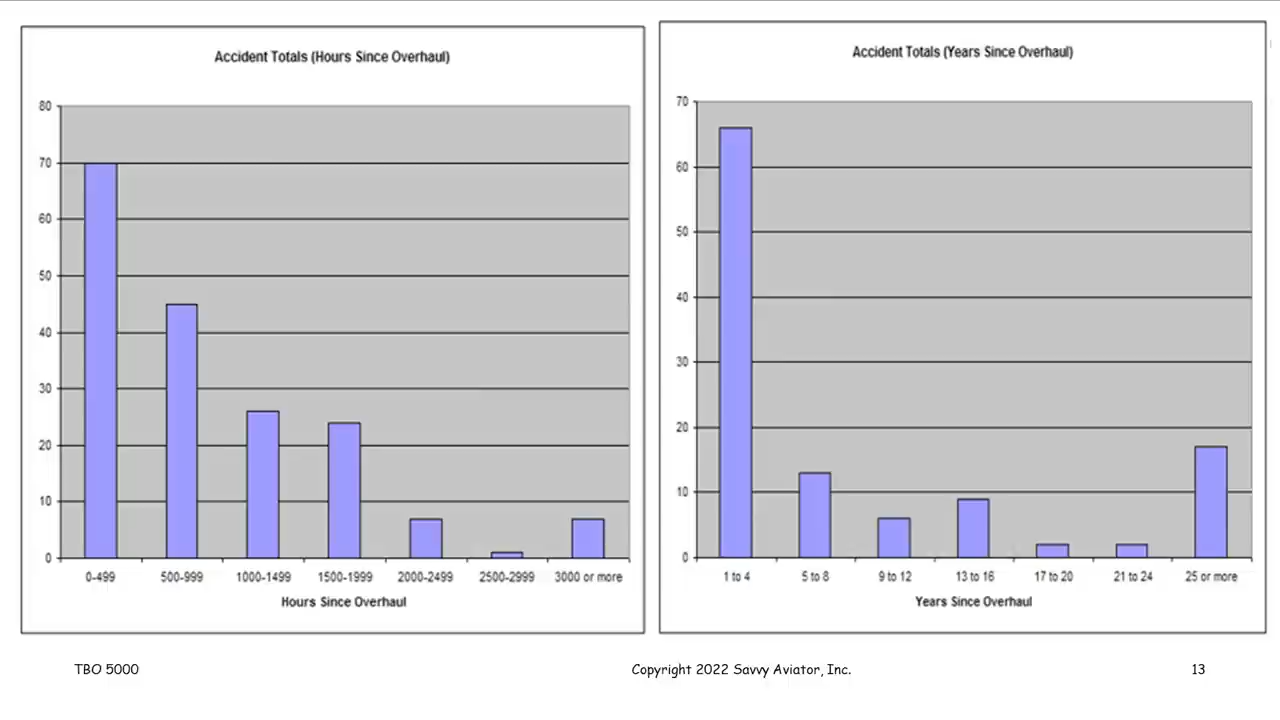 Accident Totals (Hours Since Overhaul)
80
70
60
50
40
30
20
10
0
0-499 500-999 1000-1499 1500-1999 2000-2499 2500-2999 3000 or more
Hours Since Overhaul
Accident Totals (Years Since Overhaul)
70
60
50
40
30
20
10
0
1 to 4 5 to 8 9 to 12 13 to 16 17 to 20 21 to 24 25 or more
Years Since Overhaul
TBO 5000 Copyright 2022 Savvy Aviator, Inc. 13